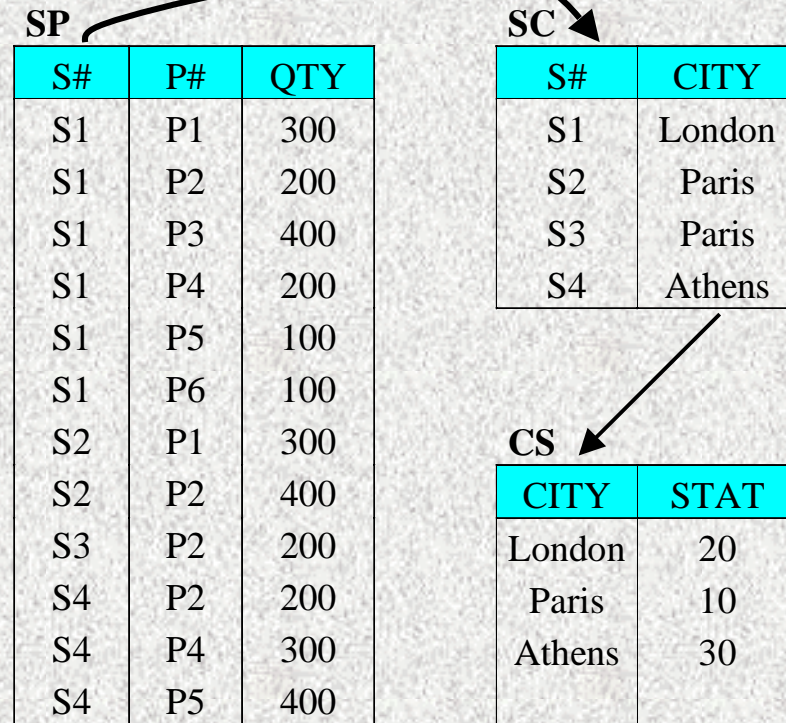 SP
S# P# QTY
S1 P1 300
S1 P2 200
S1 P3 400
S1 P4 200
S1 P5 100
S1 P6 100
S2 P1 300
S2 P2 400
S3 P2 200
S4 P2 200
S4 P4 300
S4 P5 400
SC
S# CITY
S1 London
S2 Paris
S3 Paris
S4 Athens
CS
CITY STAT
London 20
Paris 10
Athens 30